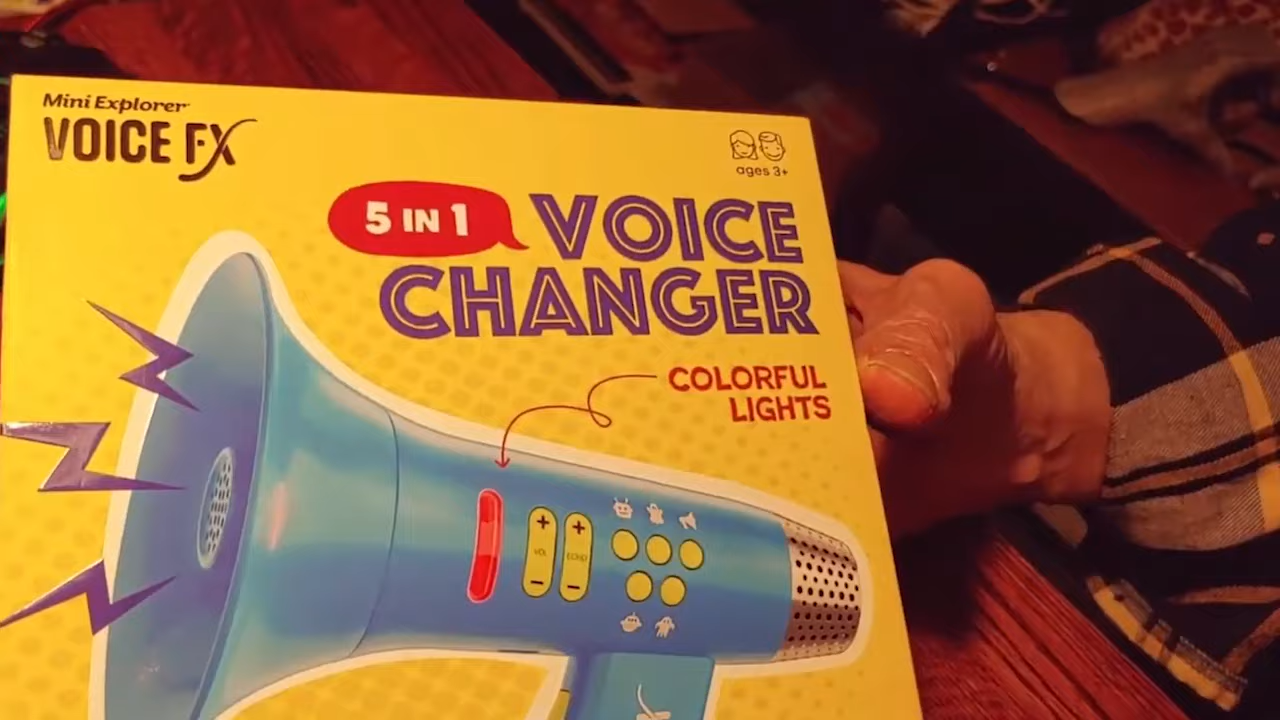 Mini Explorer
VOICE FX
ages 3+
5 IN 1 VOICE
CHANGER
COLORFUL
LIGHTS
+ +
VOL ECHO
- -